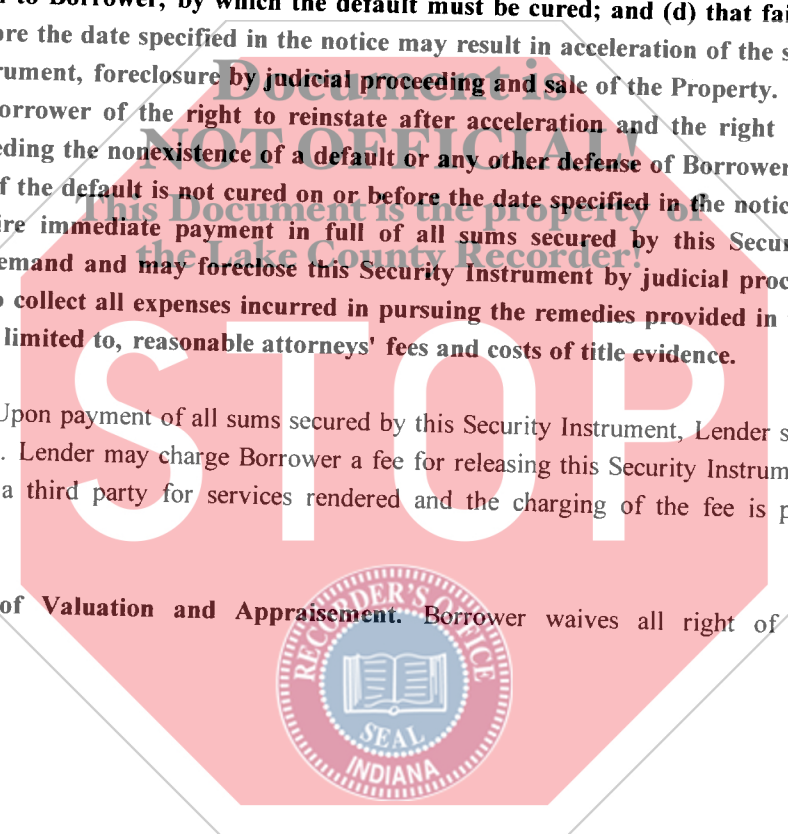 n to Borrower, by which the default must be cured; and (d) that fai
ore the date specified in the notice may result in acceleration of the s
rument, foreclosure by judicial proceeding and sale of the Property.
orrower of the right to reinstate after acceleration and the right
eding the nonexistence of a default or any other defense of Borrower
f the default is not cured on or before the date specified in the notic
ire immediate payment in full of all sums secured by this Secur
emand and may foreclose this Security Instrument by judicial proc
o collect all expenses incurred in pursuing the remedies provided in
limited to, reasonable attorneys' fees and costs of title evidence.
Upon payment of all sums secured by this Security Instrument, Lender s
. Lender may charge Borrower a fee for releasing this Security Instrum
a third party for services rendered and the charging of the fee is p
of Valuation and Appraisement. Borrower waives all right of
Document is
NOT OFFICIAL!
This Document is the property of
the Lake County Recorder!
STOP
RECORDER'S OFFICE
SEAL
INDIANA